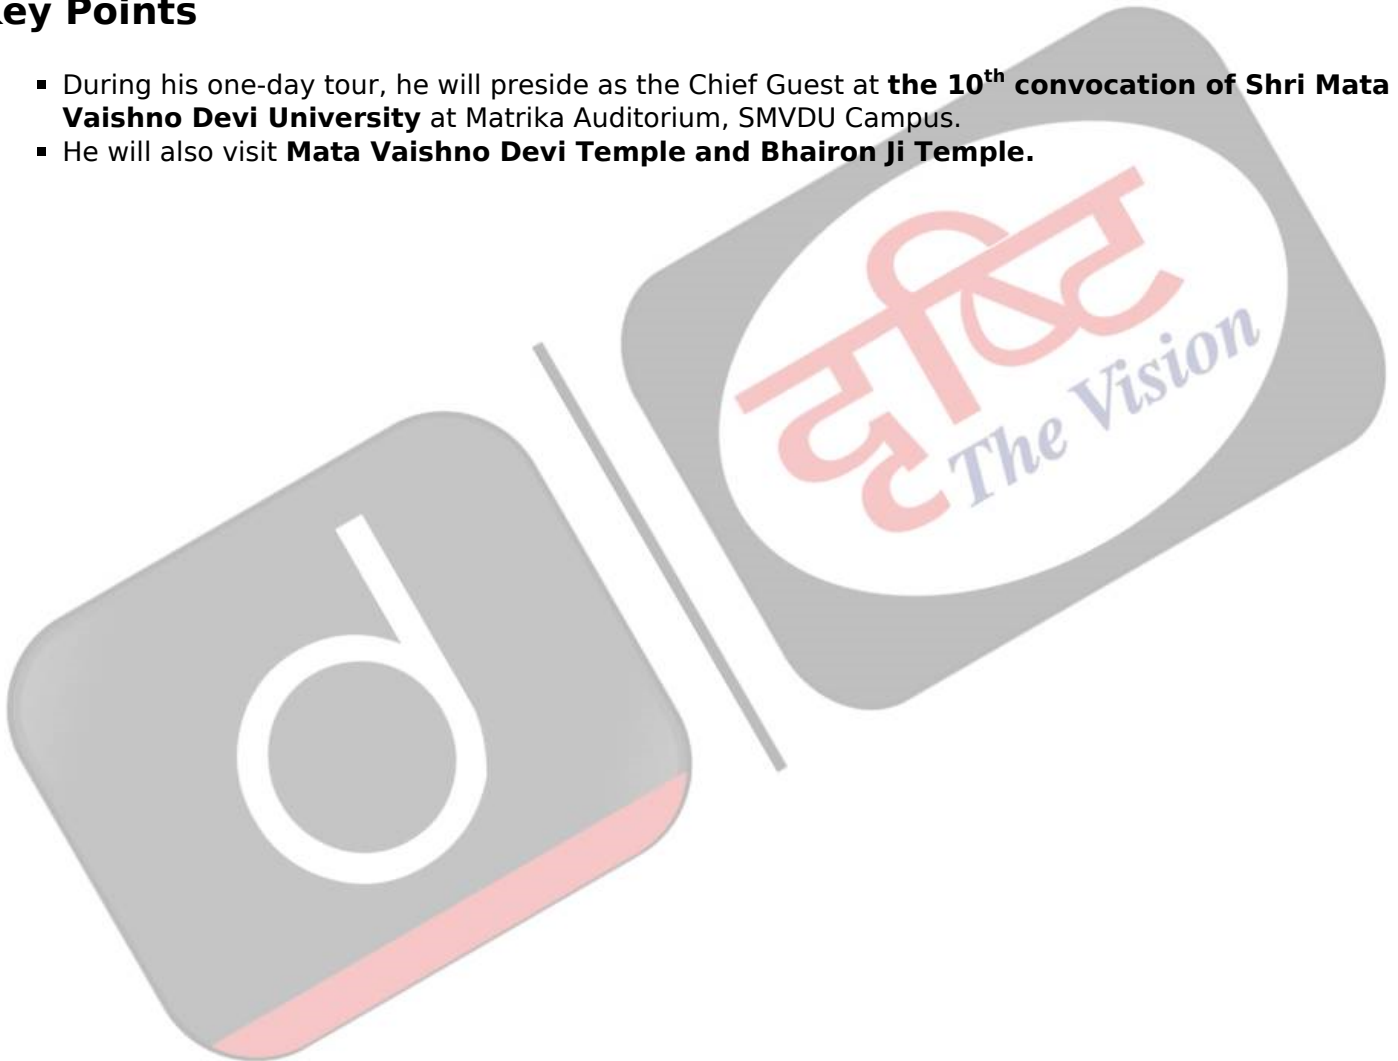 Key Points
▪ During his one-day tour, he will preside as the Chief Guest at the 10th convocation of Shri Mata
Vaishno Devi University at Matrika Auditorium, SMVDU Campus.
▪ He will also visit Mata Vaishno Devi Temple and Bhairon Ji Temple.
दृष्टि
The Vision
d